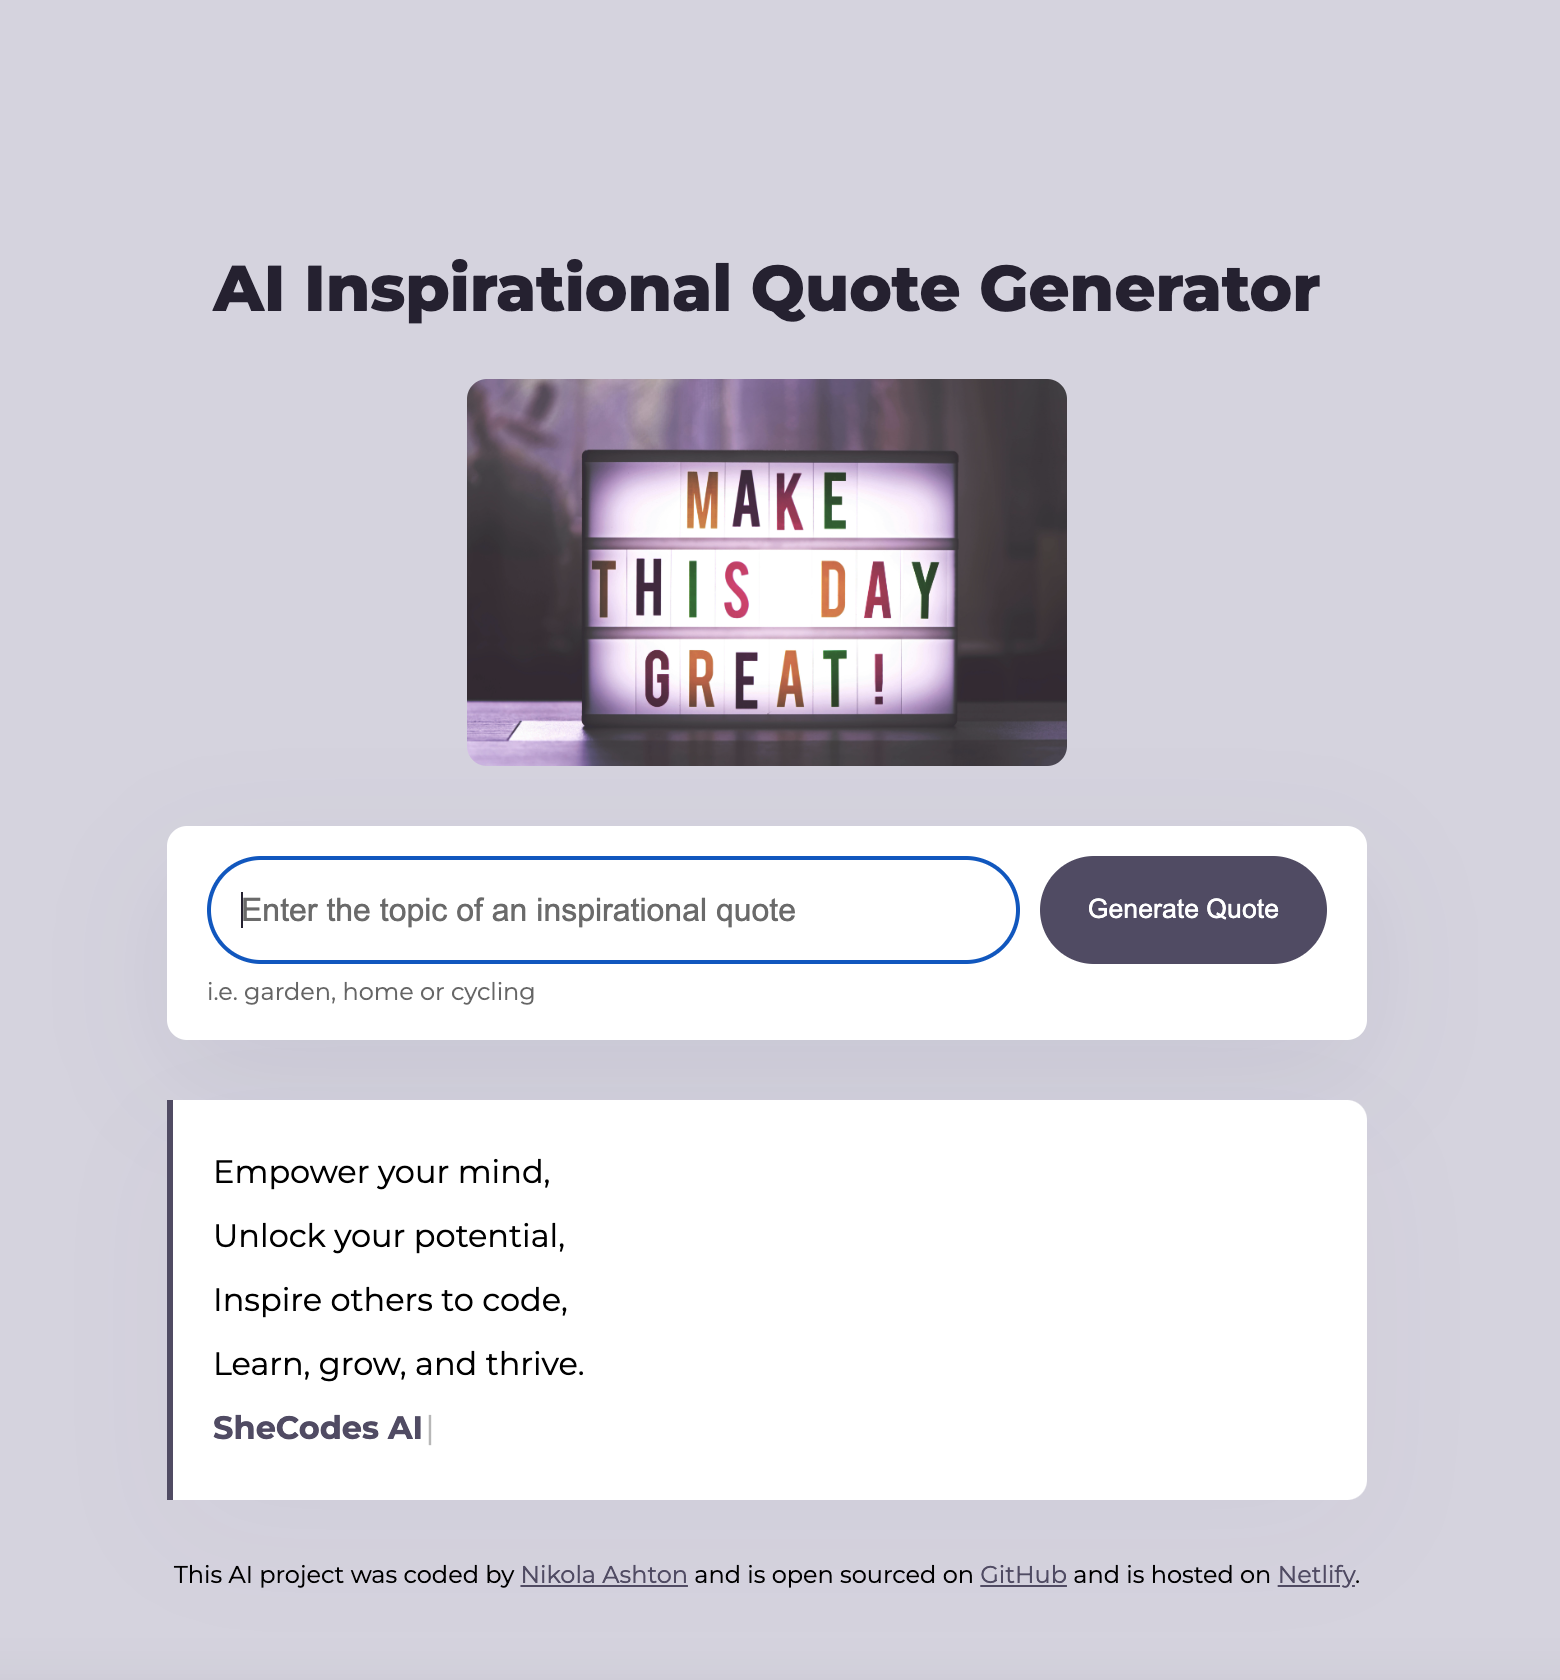 AI Inspirational Quote Generator
MAKE
THIS DAY
GREAT!
Enter the topic of an inspirational quote
Generate Quote
i.e. garden, home or cycling
Empower your mind,
Unlock your potential,
Inspire others to code,
Learn, grow, and thrive.
SheCodes AI
This AI project was coded by Nikola Ashton and is open sourced on GitHub and is hosted on Netlify.